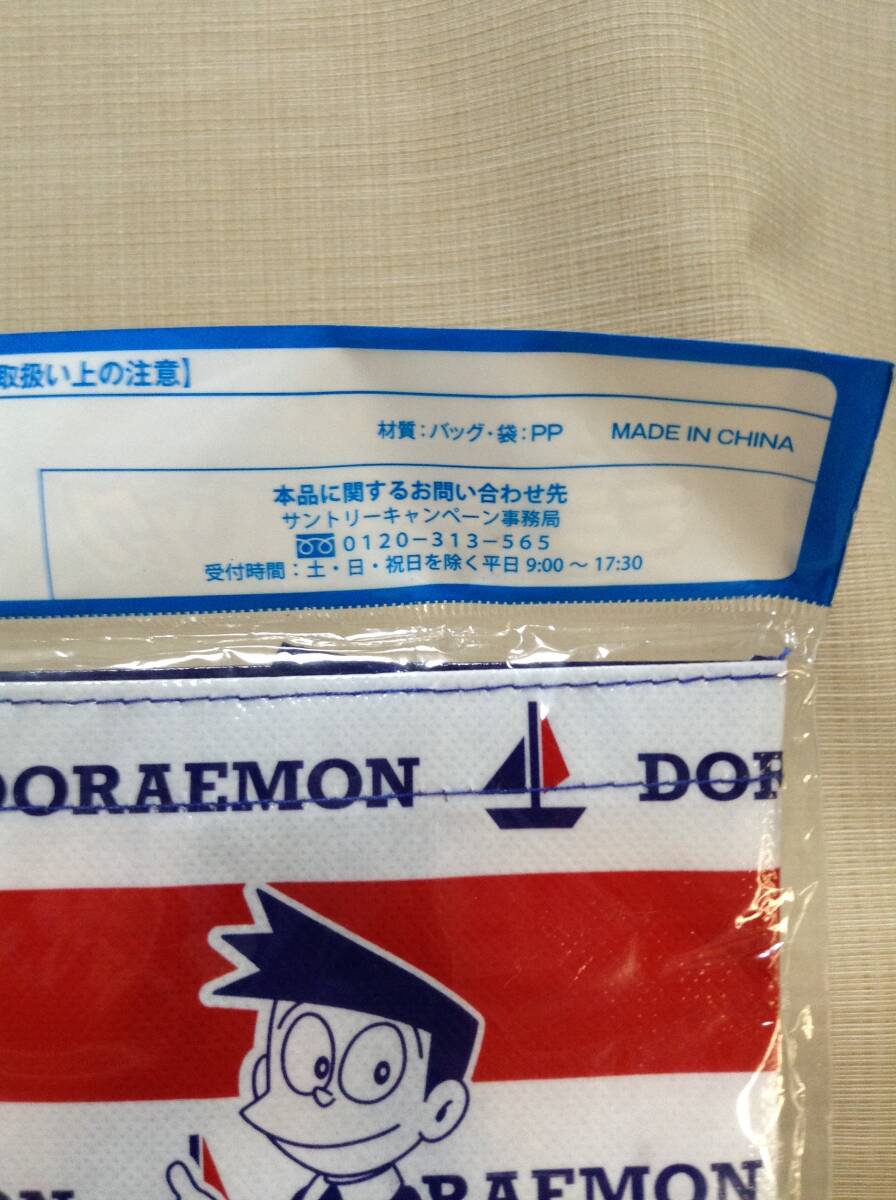 取扱い上の注意】
材質：バッグ・袋：PP MADE IN CHINA
本品に関するお問い合わせ先
サントリーキャンペーン事務局
0120-313-565
受付時間：土・日・祝日を除く平日 9:00～17:30
DORAEMON DOR
ON DORAEMON